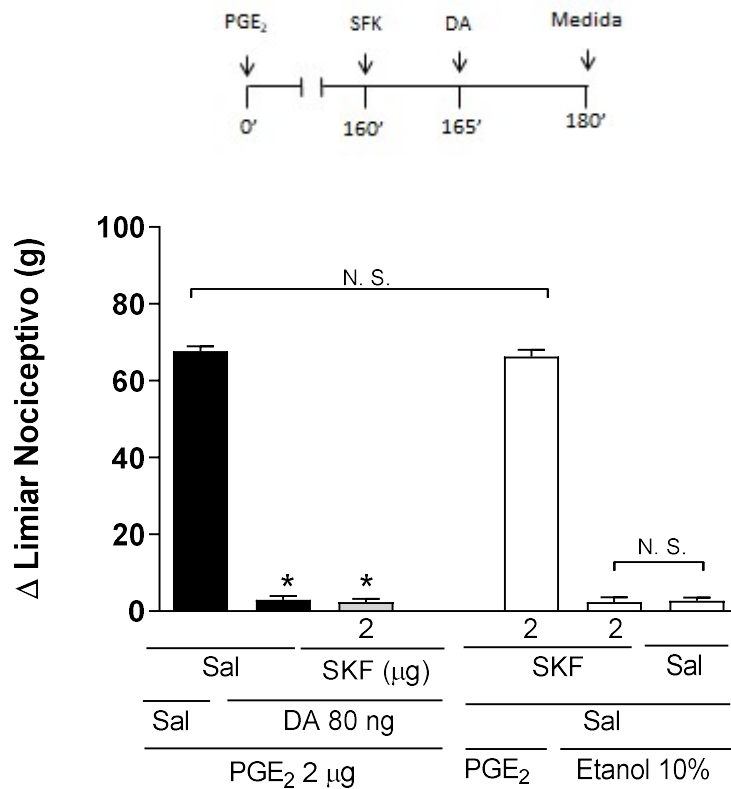 PGE₂ SFK DA Medida
0' 160' 165' 180'
Δ Limiar Nociceptivo (g)
100
80
60
40
20
0
N. S.
* *
N. S.
2 2 2
Sal SKF (μg) SKF Sal
Sal DA 80 ng Sal
PGE₂ 2 μg PGE₂ Etanol 10%